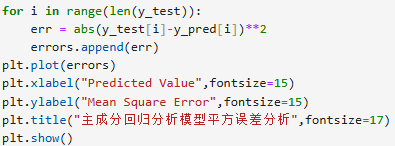 for i in range(len(y_test)):
    err = abs(y_test[i]-y_pred[i])**2
    errors.append(err)
plt.plot(errors)
plt.xlabel("Predicted Value",fontsize=15)
plt.ylabel("Mean Square Error",fontsize=15)
plt.title("主成分回归分析模型平方误差分析",fontsize=17)
plt.show()